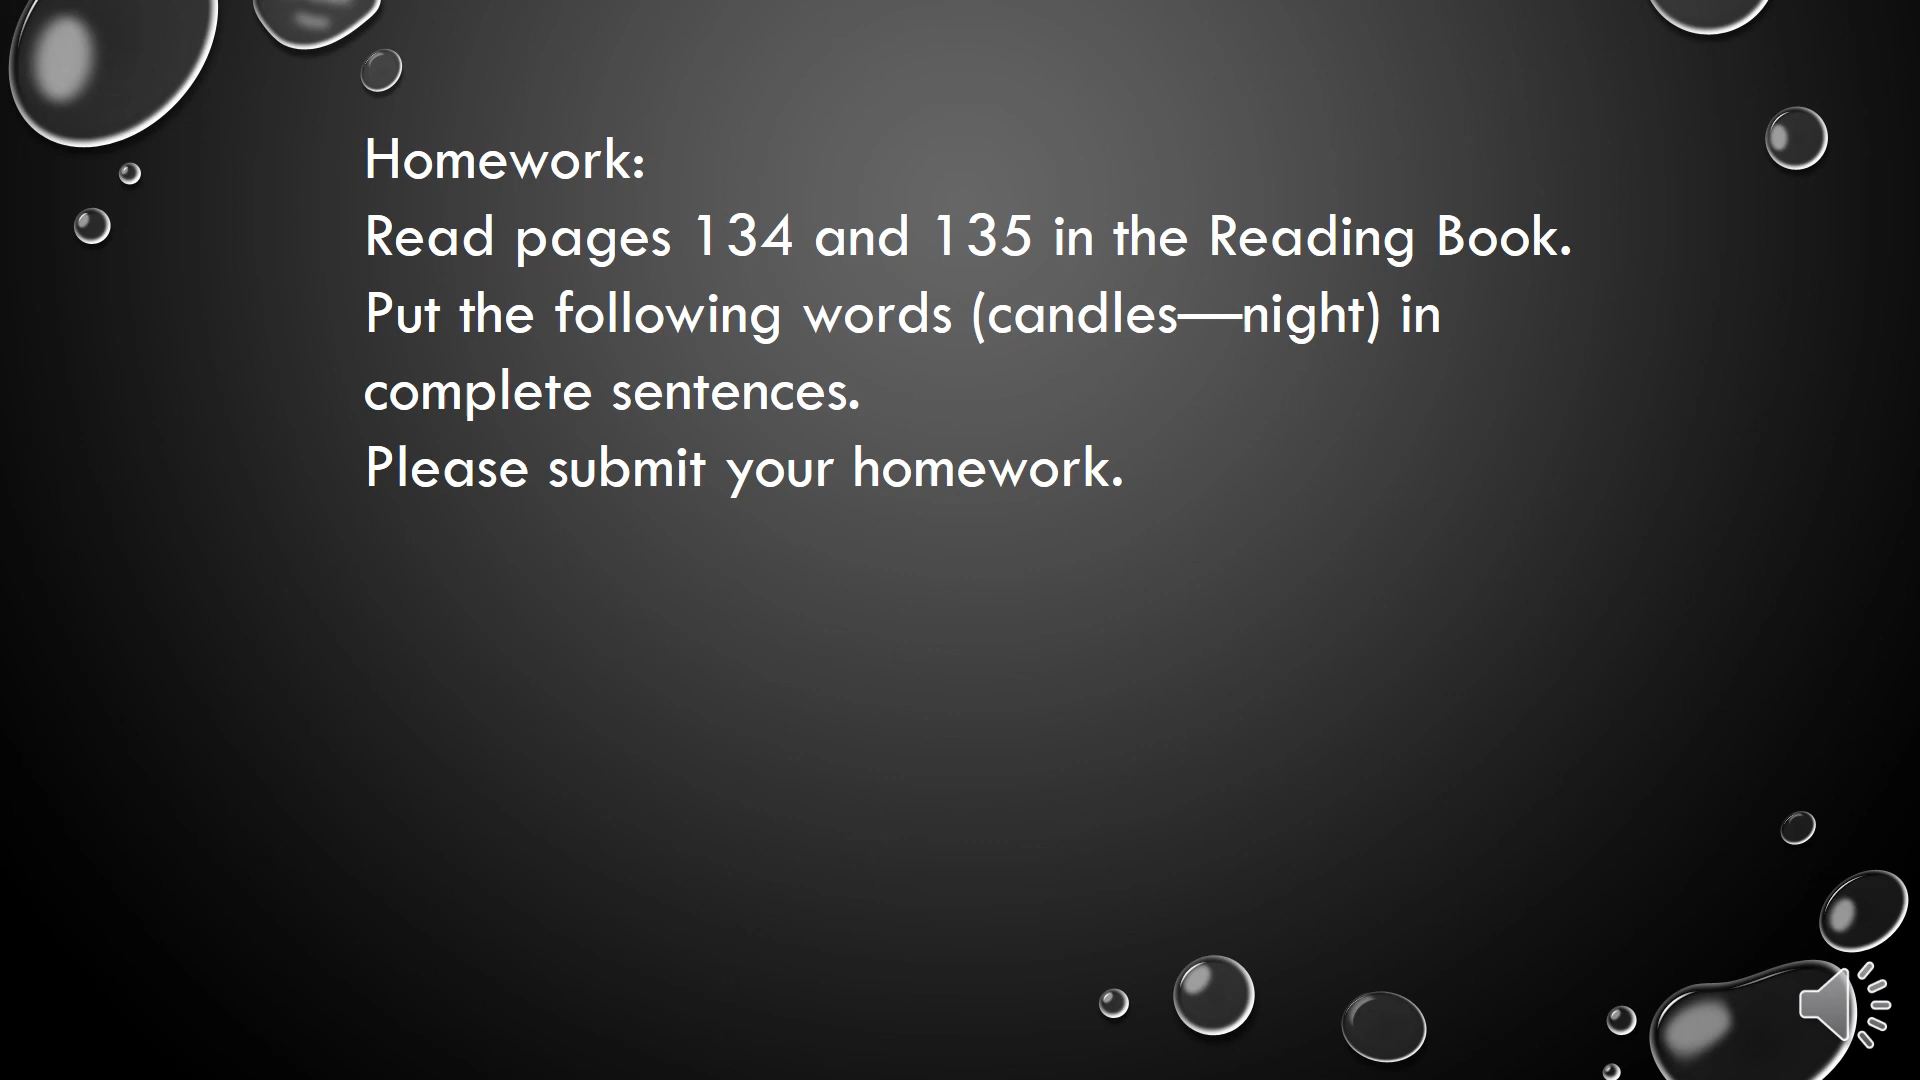 Homework:
Read pages 134 and 135 in the Reading Book.
Put the following words (candles—night) in
complete sentences.
Please submit your homework.